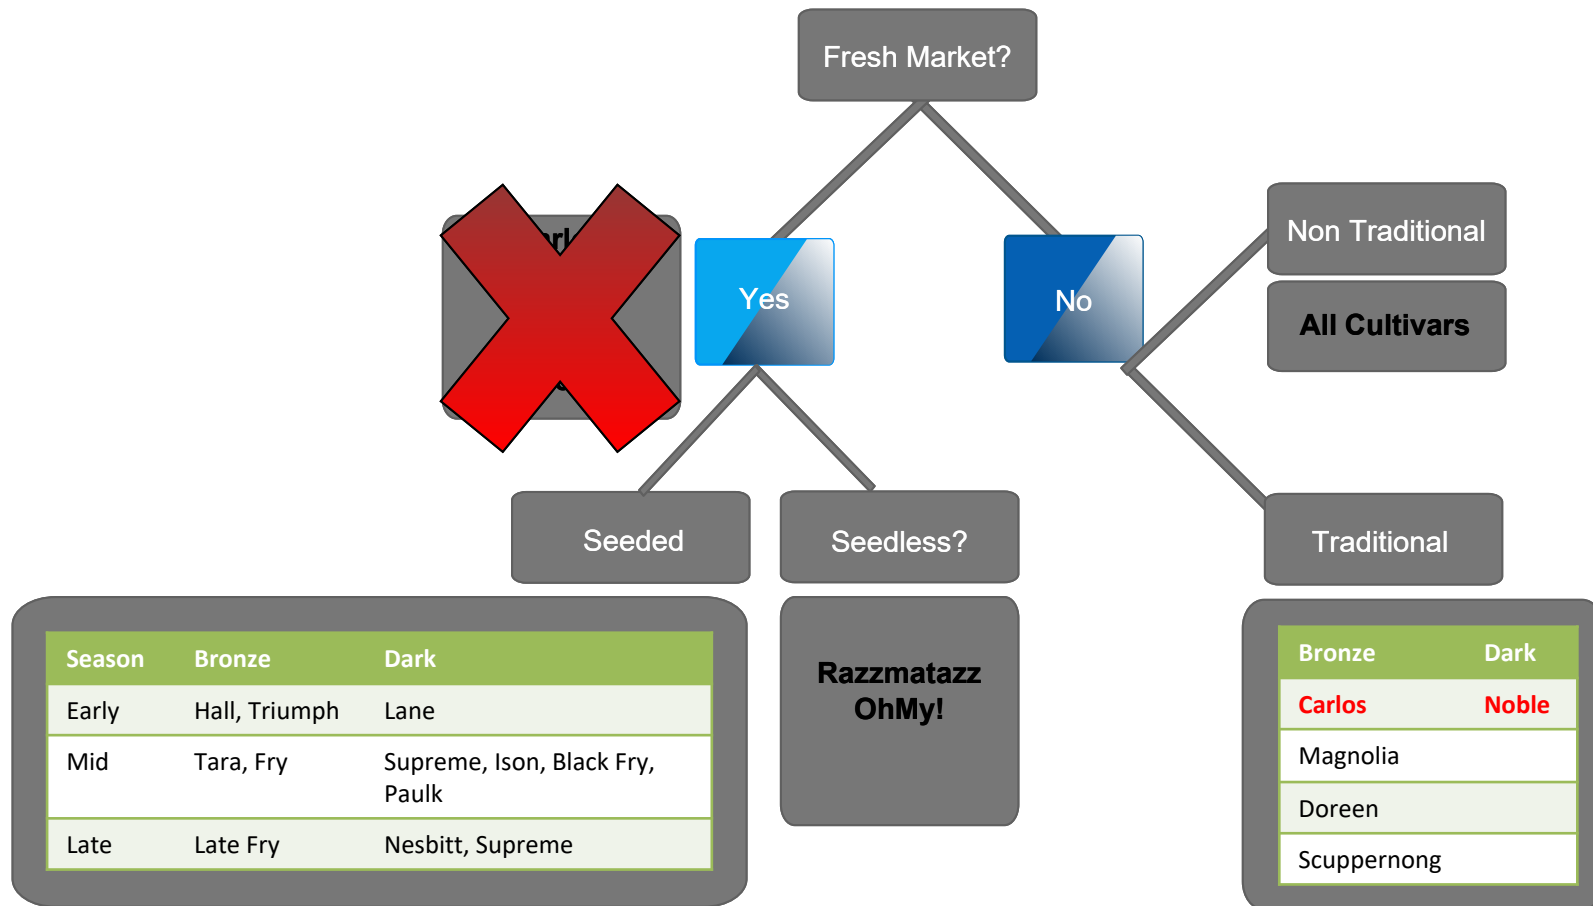 Fresh Market?
Non Traditional
Yes
No
All Cultivars
Seeded
Seedless?
Traditional
Season Bronze Dark
Early Hall, Triumph Lane
Mid Tara, Fry Supreme, Ison, Black Fry,
Paulk
Late Late Fry Nesbitt, Supreme
Razzmatazz
OhMy!
Bronze Dark
Carlos Noble
Magnolia
Doreen
Scuppernong